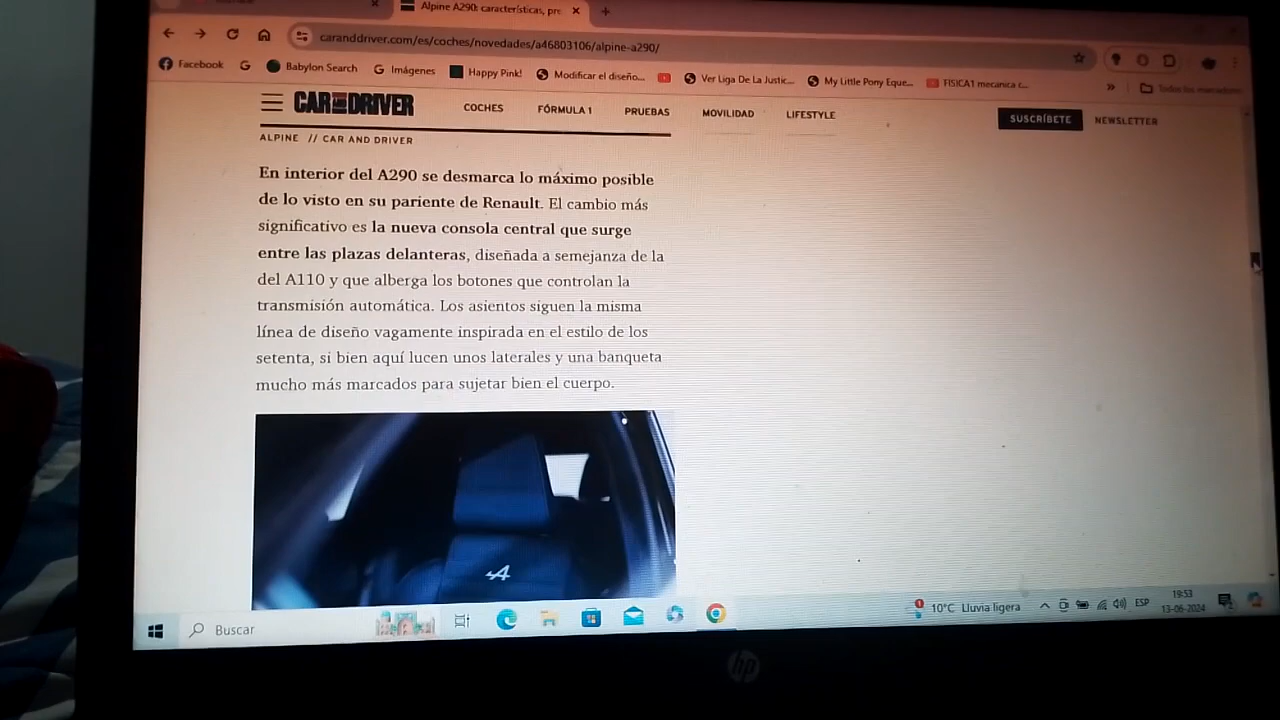 Alpine A290: características, pre
caranddriver.com/es/coches/novedades/a46803106/alpine-a290/
Facebook
Babylon Search
Imágenes
Happy Pink!
Modificar el diseño...
Ver Liga De La Justic...
My Little Pony Eque...
FISICA1 mecanica c...
Todos los marcadores
CAR AND DRIVER
COCHES
FÓRMULA 1
PRUEBAS
MOVILIDAD
LIFESTYLE
SUSCRÍBETE
NEWSLETTER
ALPINE // CAR AND DRIVER
En interior del A290 se desmarca lo máximo posible
de lo visto en su pariente de Renault. El cambio más
significativo es la nueva consola central que surge
entre las plazas delanteras, diseñada a semejanza de la
del A110 y que alberga los botones que controlan la
transmisión automática. Los asientos siguen la misma
línea de diseño vagamente inspirada en el estilo de los
setenta, si bien aquí lucen unos laterales y una banqueta
mucho más marcados para sujetar bien el cuerpo.
Buscar
10°C Lluvia ligera
ESP
19:53
13-06-2024
hp